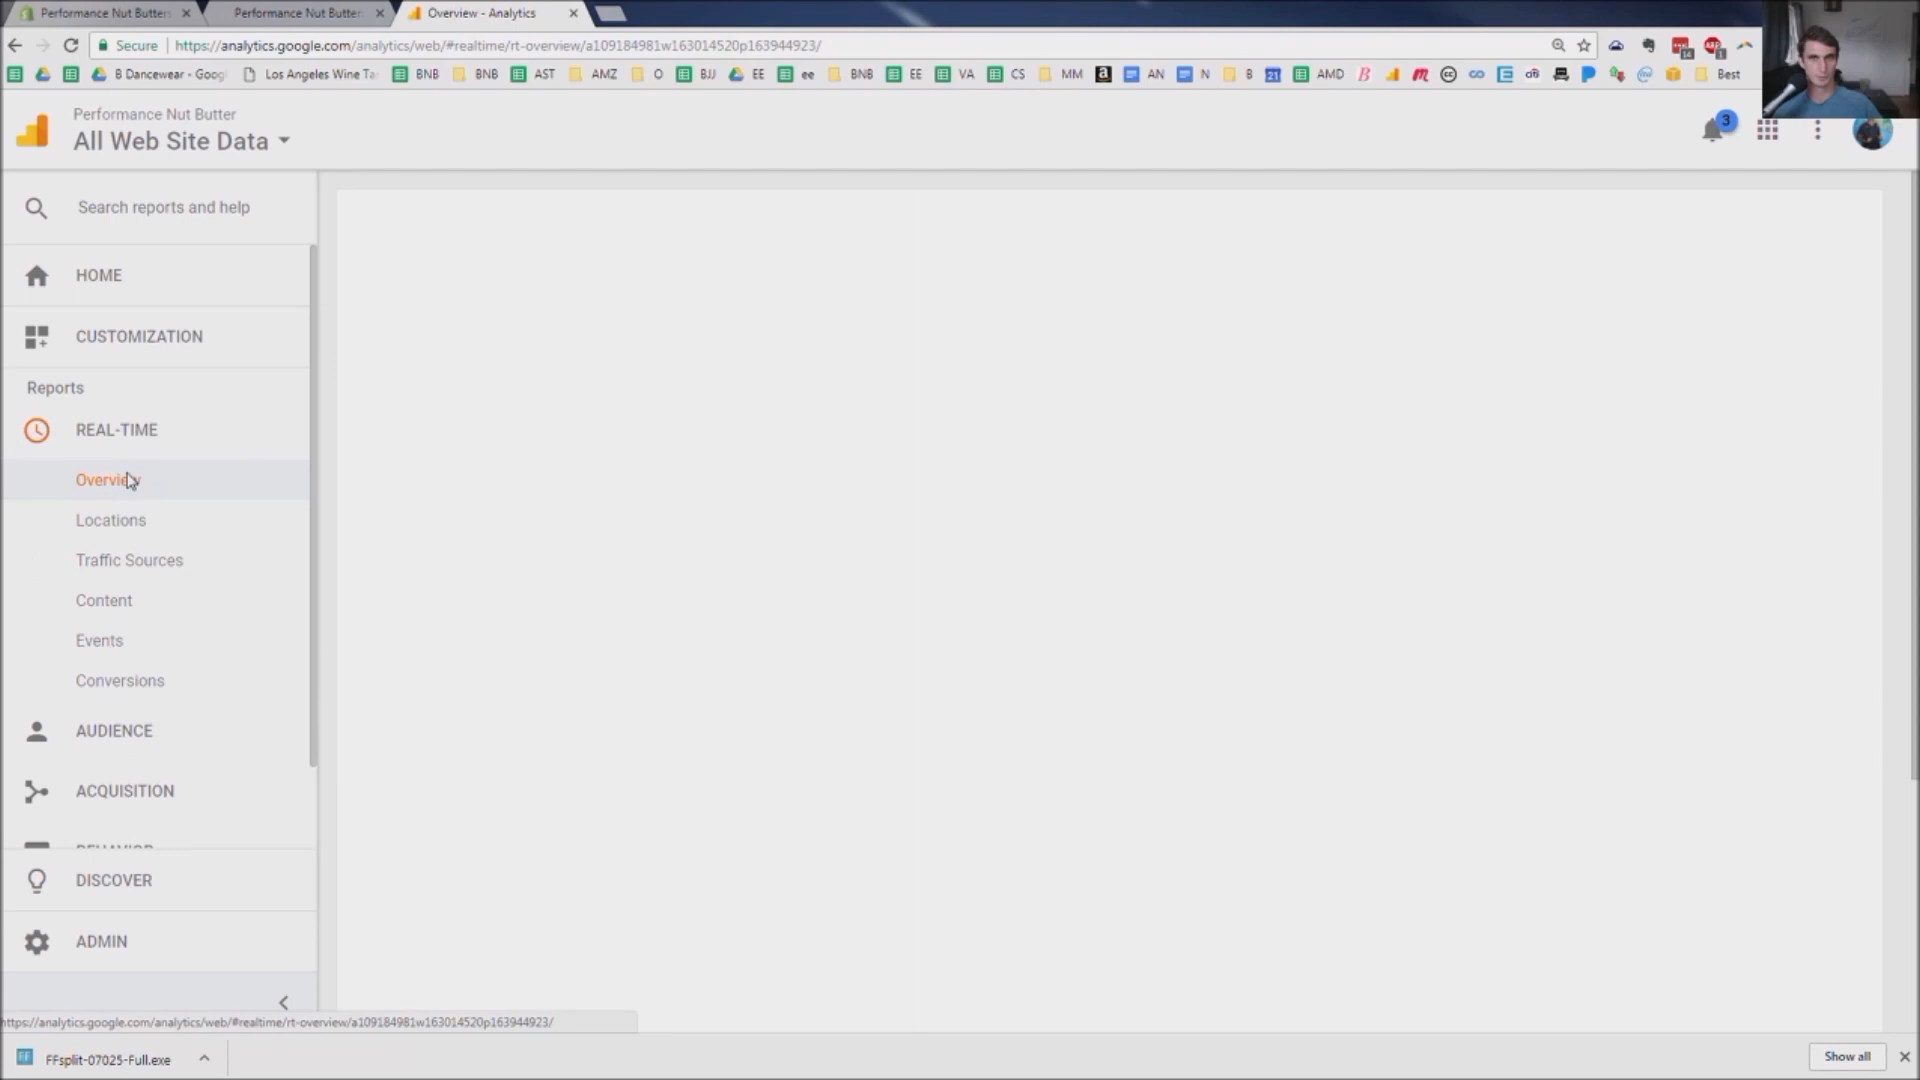 Performance Nut Butters
Performance Nut Butter
Overview - Analytics
Secure
https://analytics.google.com/analytics/web/#realtime/rt-overview/a109184981w163014520p163944923/
B Dancewear - Googl
Los Angeles Wine Ta
BNB
BNB
AST
AMZ
O
BJJ
EE
ee
BNB
EE
VA
CS
MM
AN
N
B
21
AMD
Best
Performance Nut Butter
All Web Site Data
3
Search reports and help
HOME
CUSTOMIZATION
Reports
REAL-TIME
Overview
Locations
Traffic Sources
Content
Events
Conversions
AUDIENCE
ACQUISITION
BEHAVIOR
DISCOVER
ADMIN
https://analytics.google.com/analytics/web/#realtime/rt-overview/a109184981w163014520p163944923/
FFsplit-07025-Full.exe
Show all